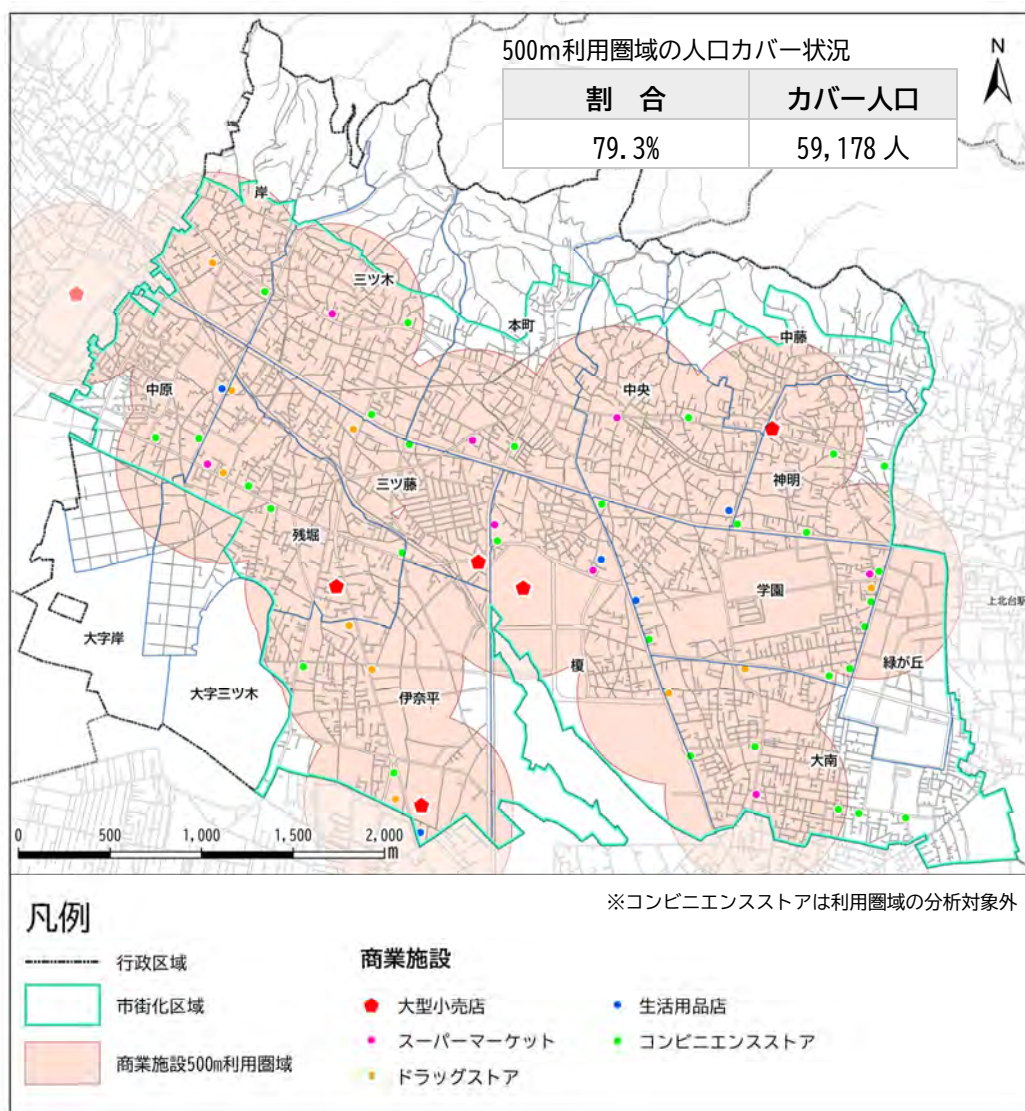 500m利用圏域の人口カバー状況
割 合 カバー人口
79.3% 59,178 人
N
岸
三ツ木
本町
中藤
中原
中央
神明
三ツ藤
残堀
学園
上北台駅
大字岸
榎
緑が丘
大字三ツ木
伊奈平
大南
0 500 1,000 1,500 2,000
m
※コンビニエンスストアは利用圏域の分析対象外
凡例
行政区域
市街化区域
商業施設500m利用圏域
商業施設
大型小売店
スーパーマーケット
ドラッグストア
生活用品店
コンビニエンスストア